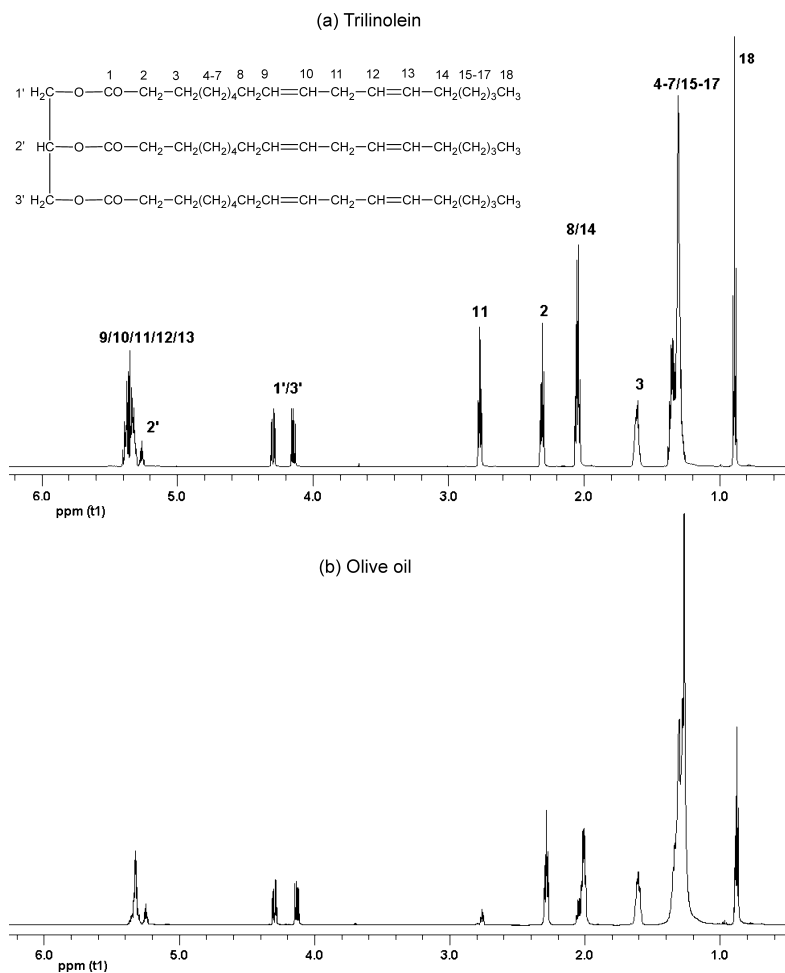 (a) Trilinolein
1 2 3 4-7 8 9 10 11 12 13 14 15-17 18
1' H2C—O—CO—CH2—CH2(CH2)4CH2CH=CH—CH2—CH=CH—CH2(CH2)3CH3
2' HC—O—CO—CH2—CH2(CH2)4CH2CH=CH—CH2—CH=CH—CH2(CH2)3CH3
3' H2C—O—CO—CH2—CH2(CH2)4CH2CH=CH—CH2—CH=CH—CH2(CH2)3CH3
18
4-7/15-17
8/14
11
2
9/10/11/12/13
1'/3'
3
2'
6.0 5.0 4.0 3.0 2.0 1.0
ppm (t1)
(b) Olive oil
6.0 5.0 4.0 3.0 2.0 1.0
ppm (t1)